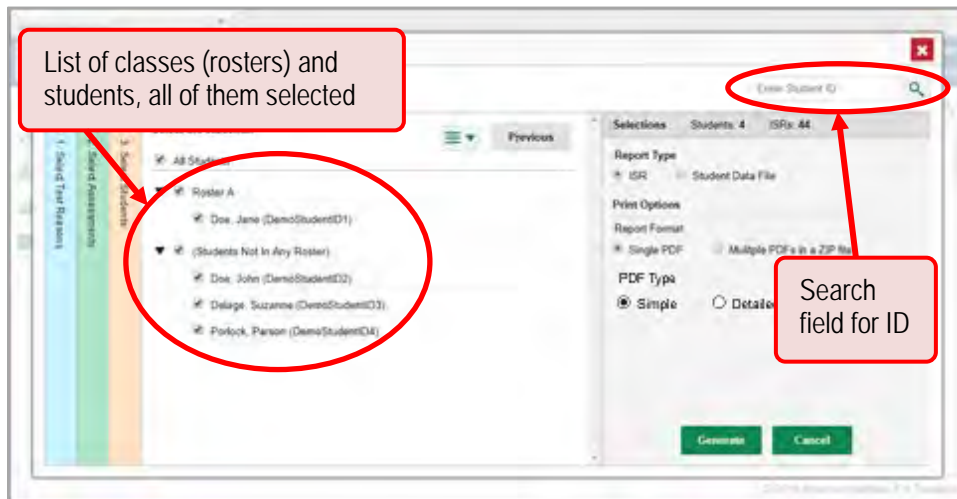 List of classes (rosters) and
students, all of them selected
Enter Student ID
1. Select Test Reasons
Select Assessments
3. Select Students
Previous
All Students
Roster A
Doe, Jane (DemoStudentID1)
(Students Not In Any Roster)
Doe, John (DemoStudentID2)
Delage, Suzanne (DemoStudentID3)
Porlock, Parson (DemoStudentID4)
Selections Students: 4 ISRs: 44
Report Type
ISR Student Data File
Print Options
Report Format
Single PDF Multiple PDFs in a ZIP file
PDF Type
Simple Detailed
Search
field for ID
Generate Cancel